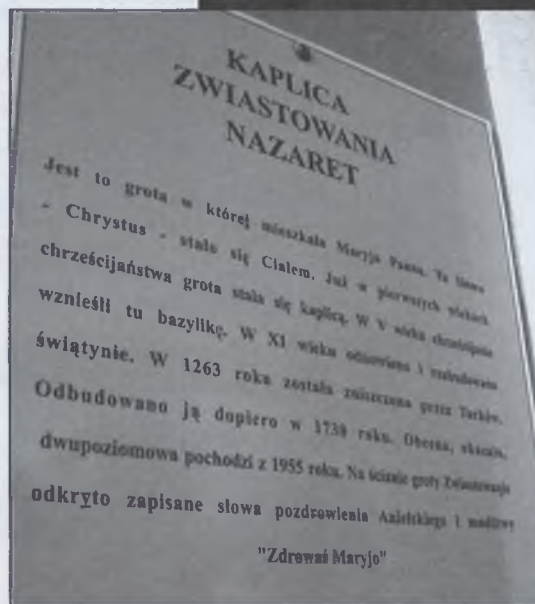 KAPLICA
ZWIASTOWANIA
NAZARET
Jest to grota w której mieszkała Maryja Panna. Tu Słowo
- Chrystus - stało się Ciałem. Już w pierwszych wiekach
chrześcijaństwa grota stała się kaplicą. W V wieku chrześcijanie
wznieśli tu bazylikę. W XI wieku odnowiono i rozbudowano
świątynie. W 1263 roku została zniszczona przez Turków.
Odbudowano ją dopiero w 1730 roku. Obecna, okazała,
dwupoziomowa pochodzi z 1955 roku. Na ścianie groty Zwiastowania
odkryto zapisane słowa pozdrowienia Anielskiego i modlitwy
"Zdrowaś Maryjo"